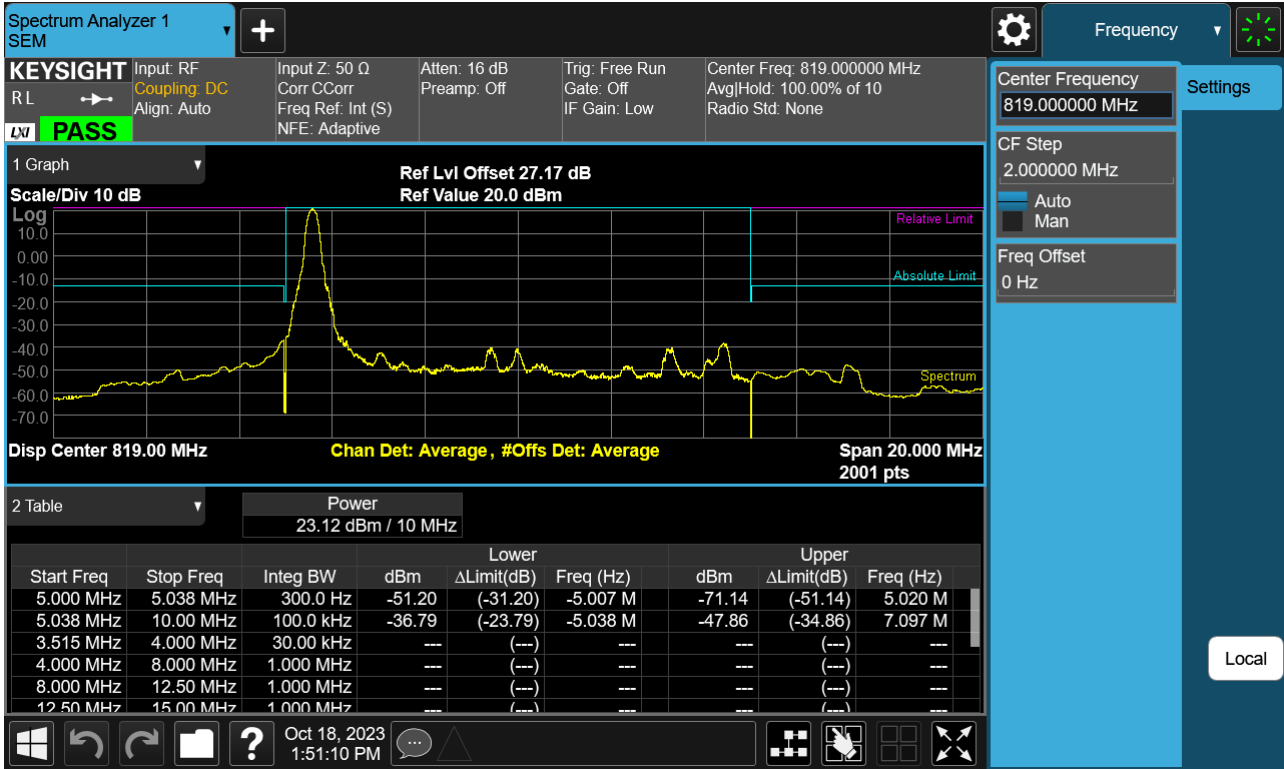 Spectrum Analyzer 1
SEM
+
Frequency
KEYSIGHT
R L
LXI PASS
Input: RF
Coupling: DC
Align: Auto
Input Z: 50 Ω
Corr CCorr
Freq Ref: Int (S)
NFE: Adaptive
Atten: 16 dB
Preamp: Off
Trig: Free Run
Gate: Off
IF Gain: Low
Center Freq: 819.000000 MHz
Avg|Hold: 100.00% of 10
Radio Std: None
Center Frequency
819.000000 MHz
Settings
CF Step
2.000000 MHz
Auto
Man
Freq Offset
0 Hz
1 Graph
Scale/Div 10 dB
Ref Lvl Offset 27.17 dB
Ref Value 20.0 dBm
Log
10.0
0.00
-10.0
-20.0
-30.0
-40.0
-50.0
-60.0
-70.0
Relative Limit
Absolute Limit
Spectrum
Disp Center 819.00 MHz
Chan Det: Average , #Offs Det: Average
Span 20.000 MHz
2001 pts
2 Table
Power
23.12 dBm / 10 MHz
Lower Upper
Start Freq Stop Freq Integ BW dBm ΔLimit(dB) Freq (Hz) dBm ΔLimit(dB) Freq (Hz)
5.000 MHz 5.038 MHz 300.0 Hz -51.20 (-31.20) -5.007 M -71.14 (-51.14) 5.020 M
5.038 MHz 10.00 MHz 100.0 kHz -36.79 (-23.79) -5.038 M -47.86 (-34.86) 7.097 M
3.515 MHz 4.000 MHz 30.00 kHz --- (---) --- --- (---) ---
4.000 MHz 8.000 MHz 1.000 MHz --- (---) --- --- (---) ---
8.000 MHz 12.50 MHz 1.000 MHz --- (---) --- --- (---) ---
12.50 MHz 15.00 MHz 1.000 MHz --- (---) --- --- (---) ---
Local
?
Oct 18, 2023
1:51:10 PM